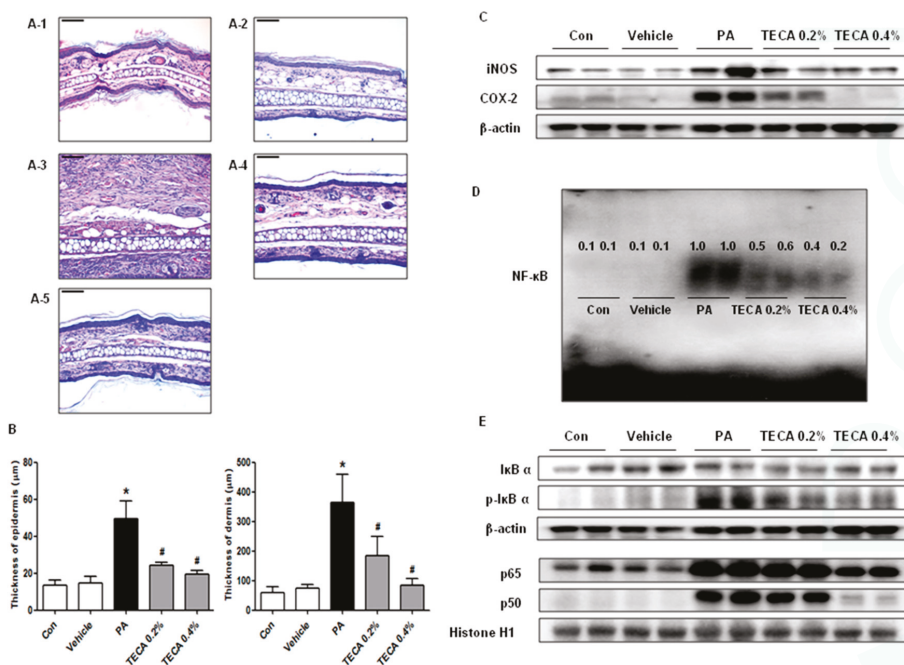 A-1
A-2
A-3
A-4
A-5
B
Thickness of epidermis (μm)
80
60
40
20
0
*
#
#
Con
Vehicle
PA
TECA 0.2%
TECA 0.4%
Thickness of dermis (μm)
500
400
300
200
100
0
*
#
#
Con
Vehicle
PA
TECA 0.2%
TECA 0.4%
C
Con Vehicle PA TECA 0.2% TECA 0.4%
iNOS
COX-2
β-actin
D
0.1 0.1 0.1 0.1 1.0 1.0 0.5 0.6 0.4 0.2
NF-κB
Con Vehicle PA TECA 0.2% TECA 0.4%
E
Con Vehicle PA TECA 0.2% TECA 0.4%
IκB α
p-IκB α
β-actin
p65
p50
Histone H1